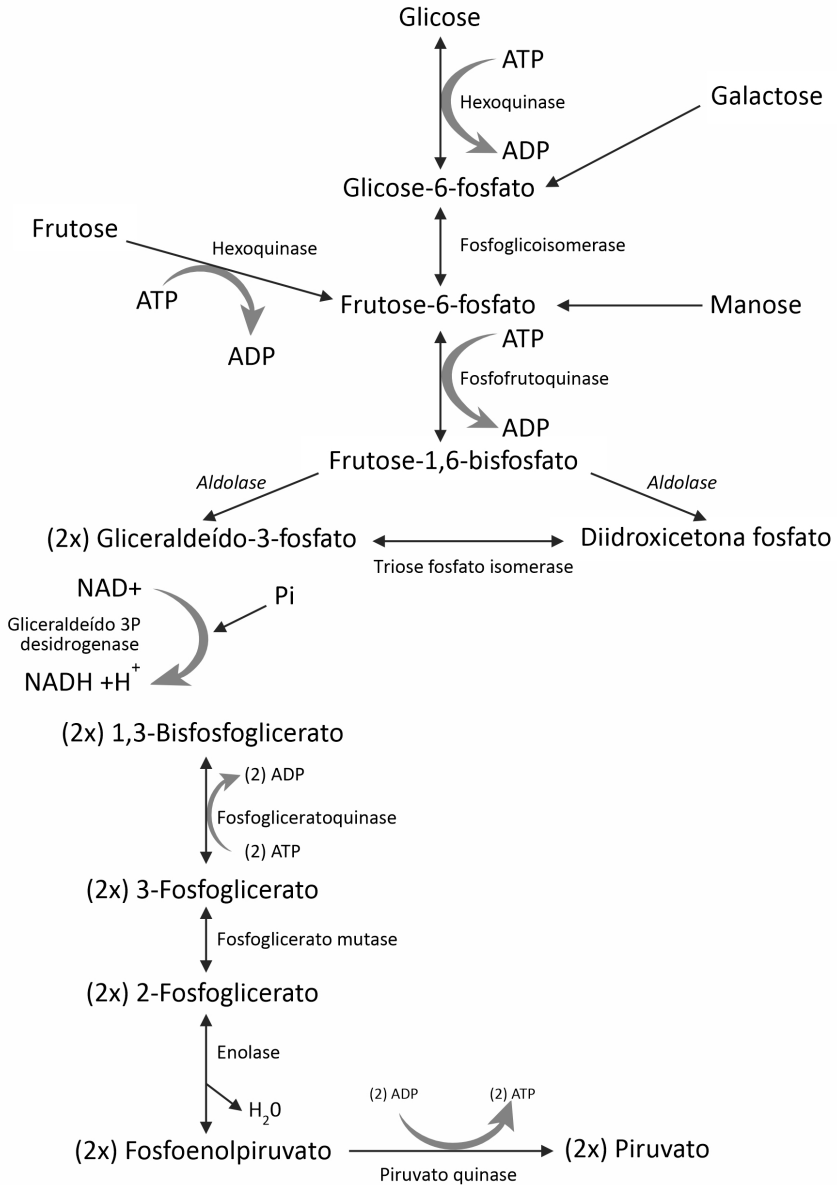 Glicose
ATP
Hexoquinase
Galactose
ADP
Glicose-6-fosfato
Frutose
Hexoquinase
Fosfoglicoisomerase
ATP
Frutose-6-fosfato
Manose
ADP
ATP
Fosfofrutoquinase
ADP
Frutose-1,6-bisfosfato
Aldolase
Aldolase
(2x) Gliceraldeído-3-fosfato
Diidroxicetona fosfato
Triose fosfato isomerase
NAD+
Pi
Gliceraldeído 3P
desidrogenase
NADH +H+
(2x) 1,3-Bisfosfoglicerato
(2) ADP
Fosfogliceratoquinase
(2) ATP
(2x) 3-Fosfoglicerato
Fosfoglicerato mutase
(2x) 2-Fosfoglicerato
Enolase
H20
(2) ADP
(2) ATP
(2x) Fosfoenolpiruvato
(2x) Piruvato
Piruvato quinase